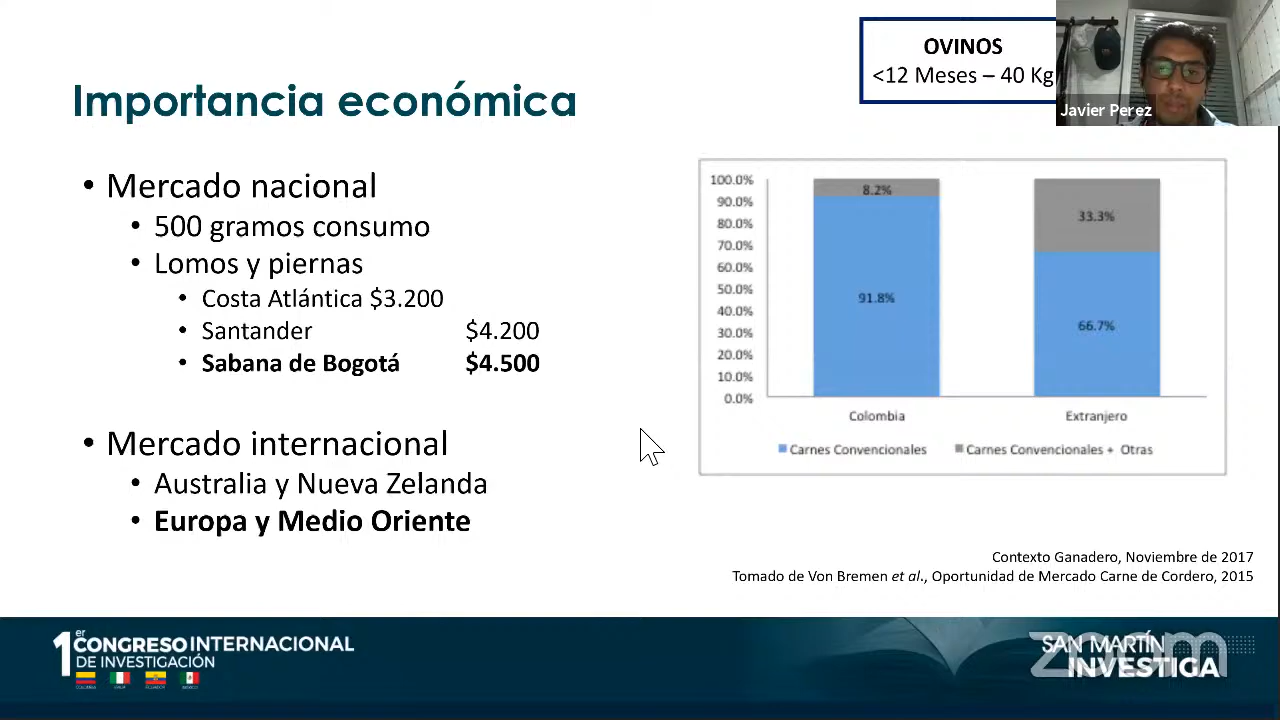 OVINOS
<12 Meses – 40 Kg
Javier Perez
Importancia económica
• Mercado nacional
• 500 gramos consumo
• Lomos y piernas
• Costa Atlántica $3.200
• Santander $4.200
• Sabana de Bogotá $4.500
• Mercado internacional
• Australia y Nueva Zelanda
• Europa y Medio Oriente
100.0%
90.0%
80.0%
70.0%
60.0%
50.0%
40.0%
30.0%
20.0%
10.0%
0.0%
8.2%
91.8%
33.3%
66.7%
Colombia Extranjero
Carnes Convencionales Carnes Convencionales + Otras
Contexto Ganadero, Noviembre de 2017
Tomado de Von Bremen et al., Oportunidad de Mercado Carne de Cordero, 2015
1er CONGRESO INTERNACIONAL
DE INVESTIGACIÓN
COLOMBIA ITALIA ECUADOR MÉXICO
SAN MARTÍN
INVESTIGA
zoom